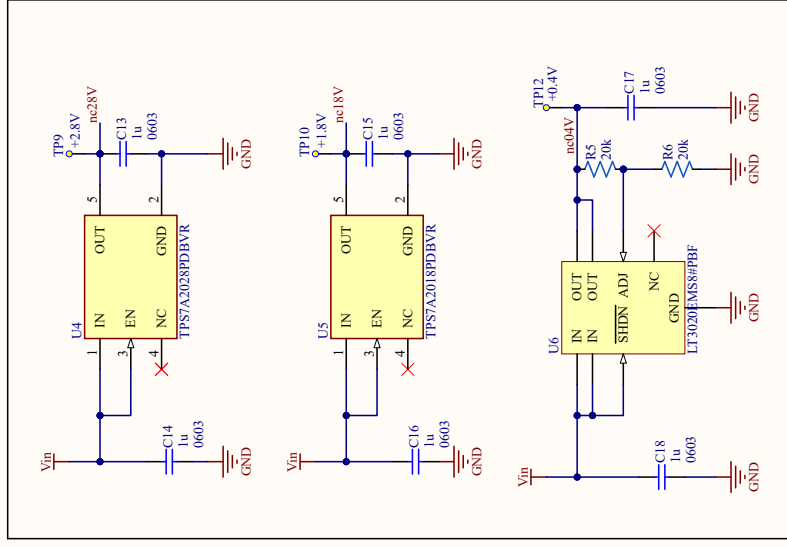 TP9
+2.8V
nc28V
C13
1u
0603
GND
5
OUT
2
GND
TPS7A2028PDBVR
U4
IN
EN
NC
1
3
4
Vin
C14
1u
0603
GND
TP10
+1.8V
nc18V
C15
1u
0603
GND
5
OUT
2
GND
TPS7A2018PDBVR
U5
IN
EN
NC
1
3
4
Vin
C16
1u
0603
GND
TP12
+0.4V
nc04V
C17
1u
0603
GND
R5
20k
R6
20k
GND
OUT
OUT
ADJ
NC
GND
LT3020EMS8#PBF
U6
IN
IN
SHDN
GND
Vin
C18
1u
0603
GND